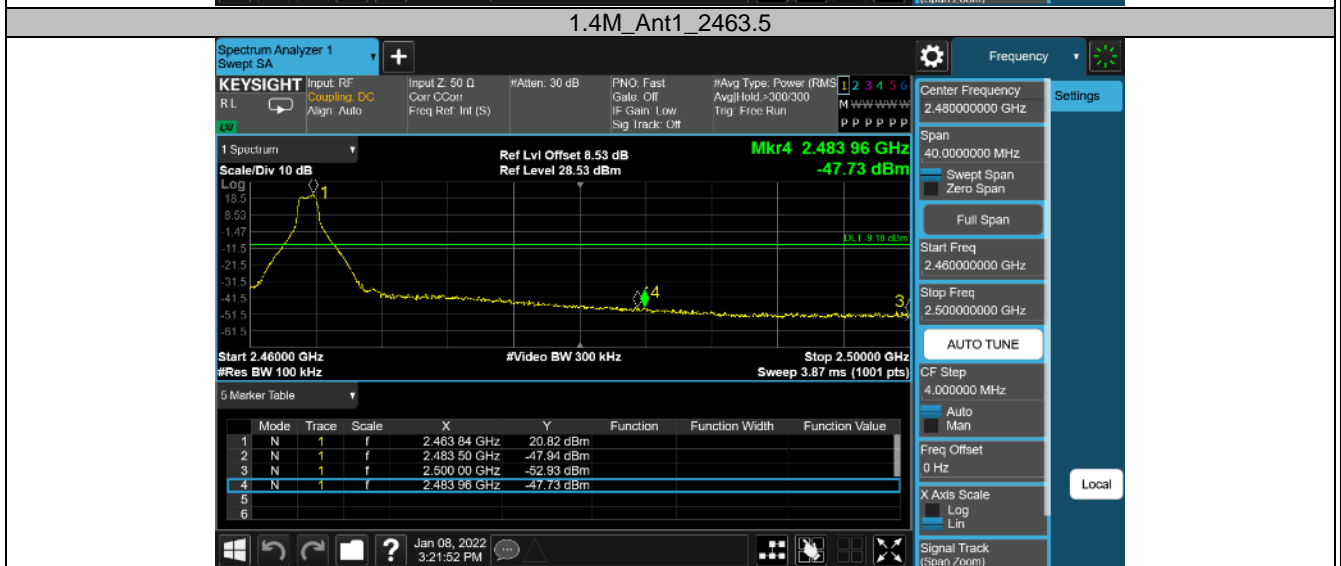 (Span Zoom)
1.4M_Ant1_2463.5
Spectrum Analyzer 1
Swept SA
+
Frequency
KEYSIGHT Input: RF Input Z: 50 Ω #Atten: 30 dB PNO: Fast #Avg Type: Power (RMS 1 2 3 4 5 6
R L Coupling: DC Corr CCorr Gate: Off Avg|Hold:>300/300 M W W W W W
Align: Auto Freq Ref: Int (S) IF Gain: Low Trig: Free Run
LXI Sig Track: Off P P P P P P
1 Spectrum Ref Lvl Offset 8.53 dB Mkr4 2.483 96 GHz
Scale/Div 10 dB Ref Level 28.53 dBm -47.73 dBm
Log
1
18.5
8.53
-1.47
DL1 -9.18 dBm
-11.5
-21.5
-31.5
-41.5
4
3
-51.5
-61.5
Start 2.46000 GHz #Video BW 300 kHz Stop 2.50000 GHz
#Res BW 100 kHz Sweep 3.87 ms (1001 pts)
5 Marker Table
Mode Trace Scale X Y Function Function Width Function Value
1 N 1 f 2.463 84 GHz 20.82 dBm
2 N 1 f 2.483 50 GHz -47.94 dBm
3 N 1 f 2.500 00 GHz -52.93 dBm
4 N 1 f 2.483 96 GHz -47.73 dBm
5
6
?
Jan 08, 2022
3:21:52 PM
Center Frequency
2.480000000 GHz
Settings
Span
40.0000000 MHz
Swept Span
Zero Span
Full Span
Start Freq
2.460000000 GHz
Stop Freq
2.500000000 GHz
AUTO TUNE
CF Step
4.000000 MHz
Auto
Man
Freq Offset
0 Hz
Local
X Axis Scale
Log
Lin
Signal Track
(Span Zoom)